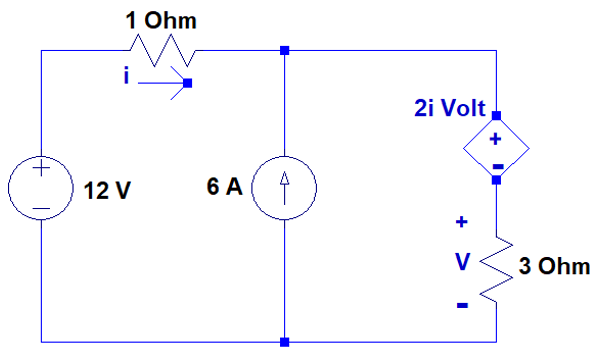 1 Ohm
i
2i Volt
+
-
+
-
12 V
6 A
+
V
-
3 Ohm